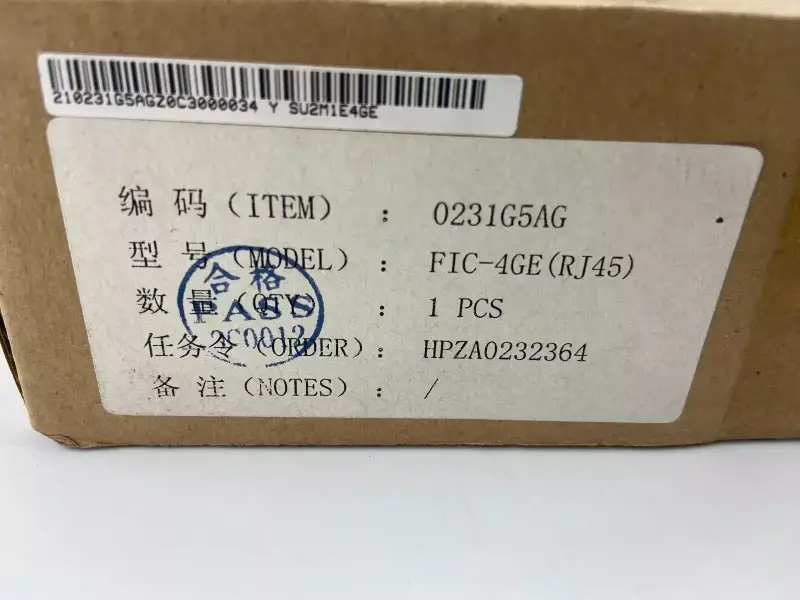 210231G5AGZ0C3000034 Y SU2M1E4GE
编 码 (ITEM) : 0231G5AG
型 号 (MODEL) : FIC-4GE(RJ45)
数 量 (QTY) : 1 PCS
任务令 (ORDER) : HPZA0232364
备 注 (NOTES) : /
合格
PASS
2C0012